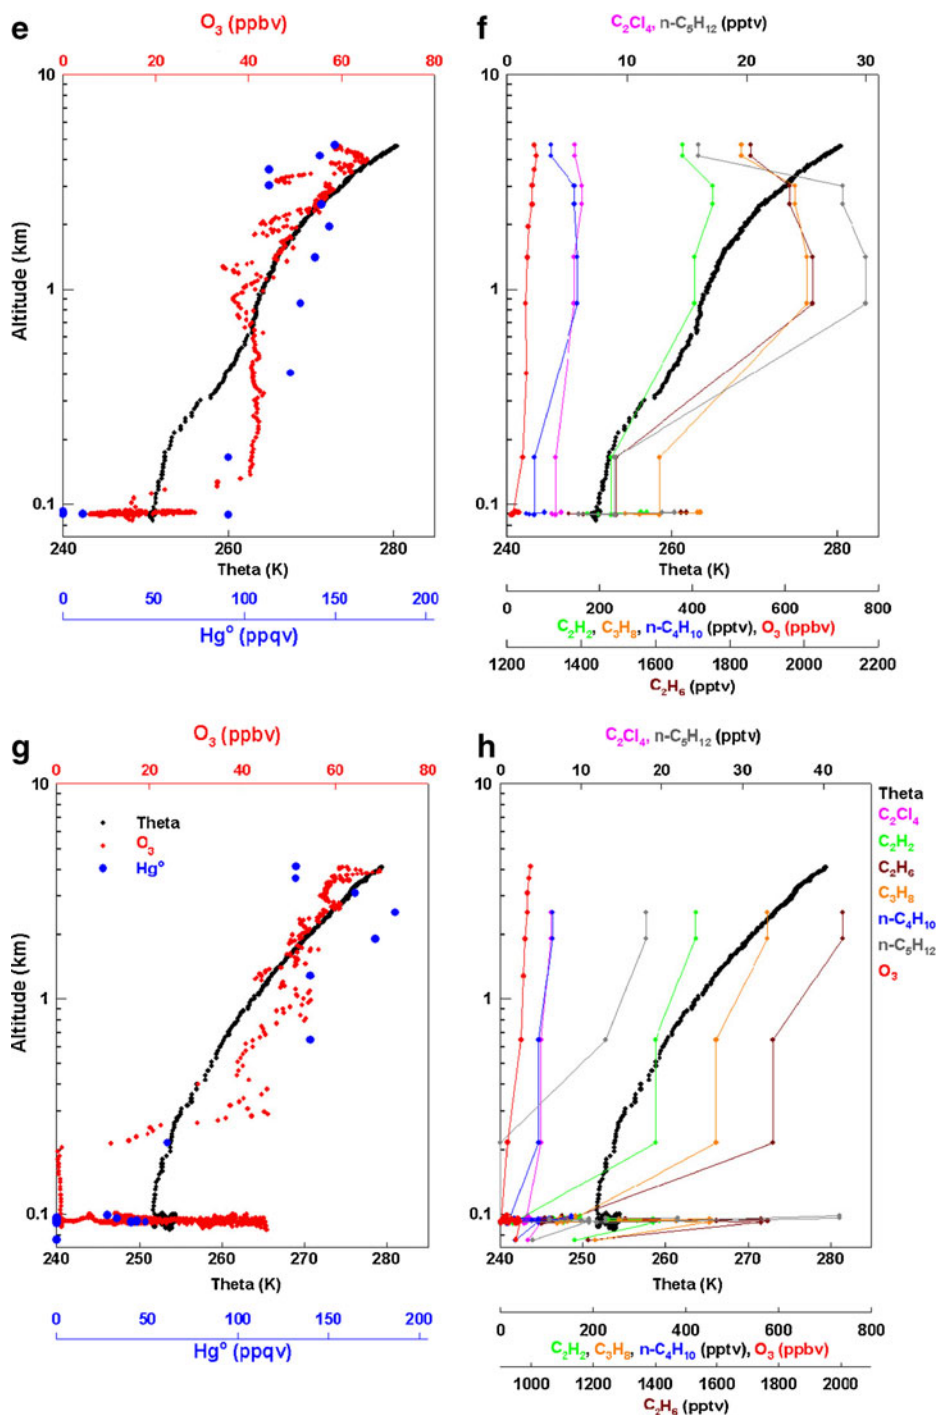 e
O3 (ppbv)
0 20 40 60 80
10
1
0.1
Altitude (km)
240 260 280
Theta (K)
0 50 100 150 200
Hg° (ppqv)
f
C2Cl4, n-C5H12 (pptv)
0 10 20 30
10
1
0.1
240 260 280
Theta (K)
0 200 400 600 800
C2H2, C3H8, n-C4H10 (pptv), O3 (ppbv)
1200 1400 1600 1800 2000 2200
C2H6 (pptv)
g
O3 (ppbv)
0 20 40 60 80
10
1
0.1
Altitude (km)
Theta
O3
Hg°
240 250 260 270 280
Theta (K)
0 50 100 150 200
Hg° (ppqv)
h
C2Cl4, n-C5H12 (pptv)
0 10 20 30 40
10
1
0.1
Theta
C2Cl4
C2H2
C2H6
C3H8
n-C4H10
n-C5H12
O3
240 250 260 270 280
Theta (K)
0 200 400 600 800
C2H2, C3H8, n-C4H10 (pptv), O3 (ppbv)
1000 1200 1400 1600 1800 2000
C2H6 (pptv)